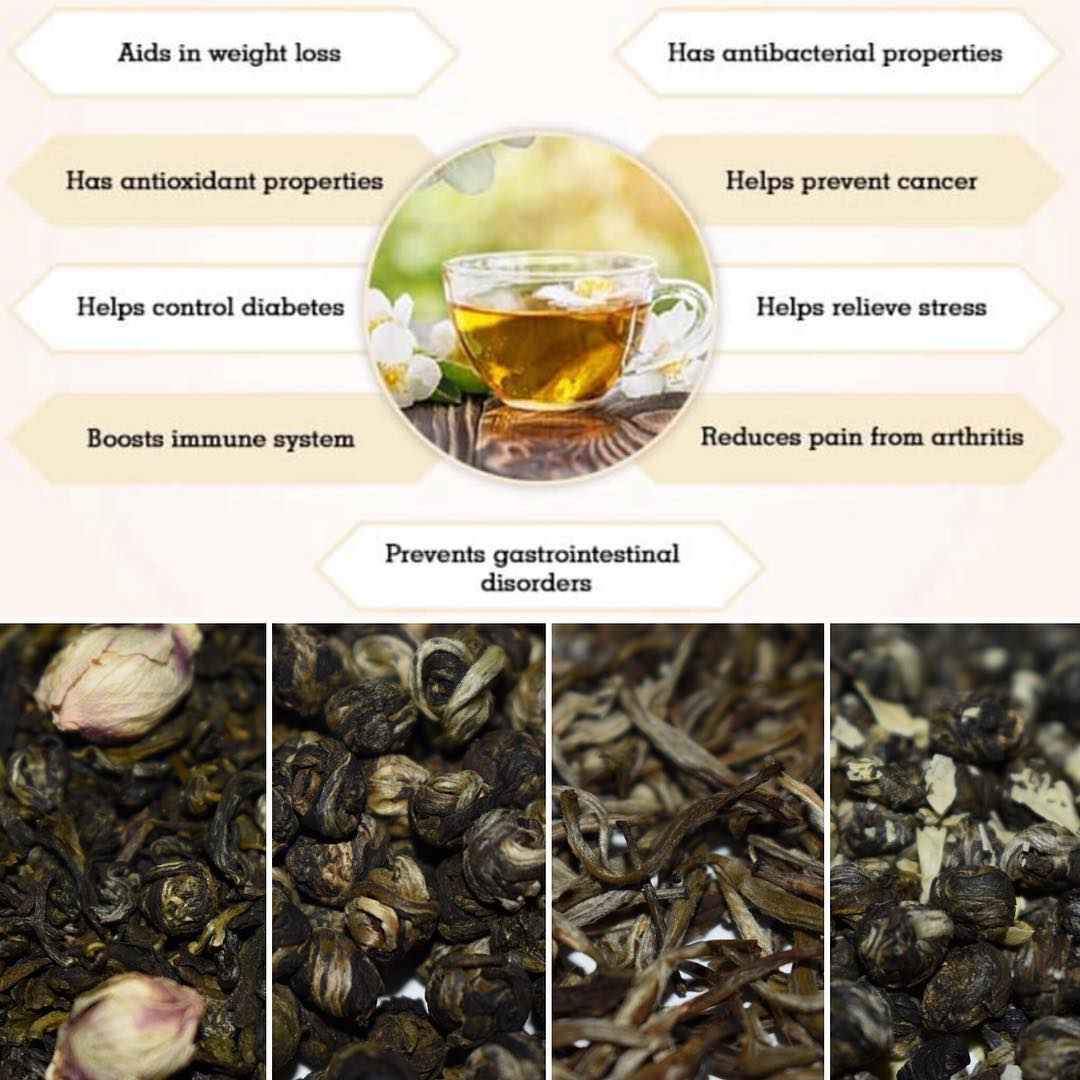 Aids in weight loss
Has antibacterial properties
Has antioxidant properties
Helps prevent cancer
Helps control diabetes
Helps relieve stress
Boosts immune system
Reduces pain from arthritis
Prevents gastrointestinal
disorders